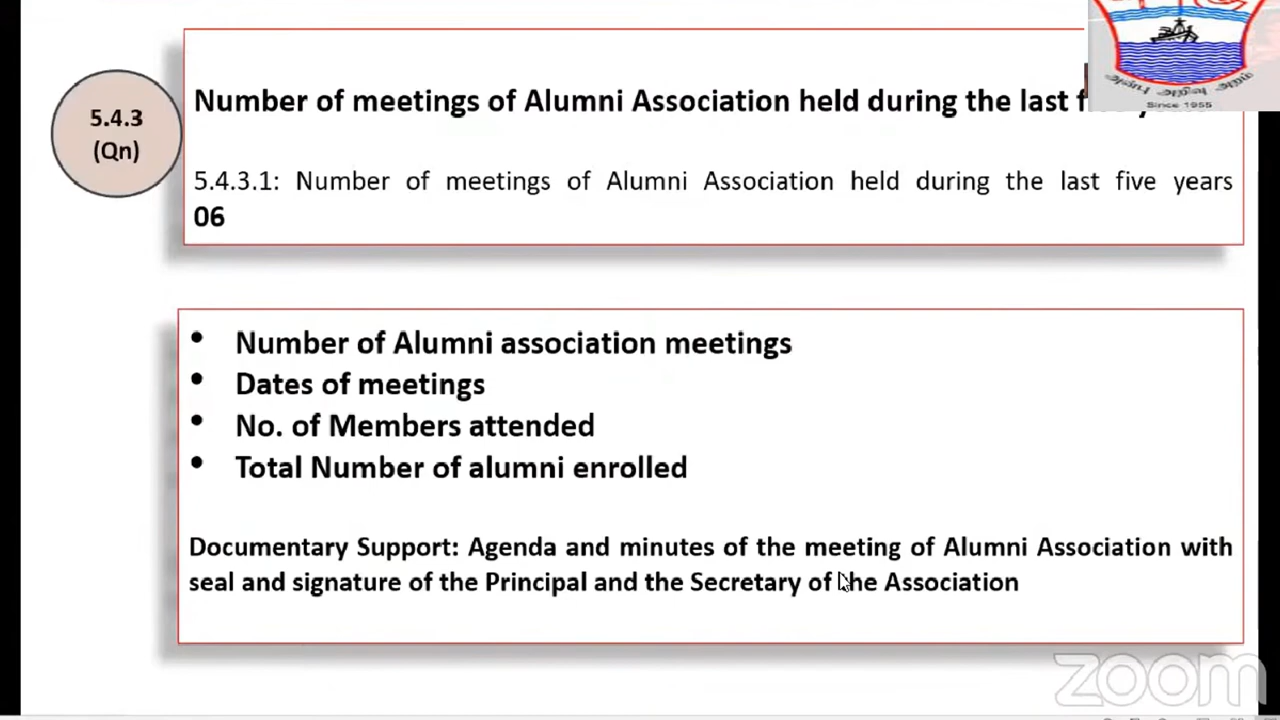 5.4.3
(Qn)
Number of meetings of Alumni Association held during the last
5.4.3.1: Number of meetings of Alumni Association held during the last five years
06
• Number of Alumni association meetings
• Dates of meetings
• No. of Members attended
• Total Number of alumni enrolled
Documentary Support: Agenda and minutes of the meeting of Alumni Association with
seal and signature of the Principal and the Secretary of the Association
Since 1955
zoom